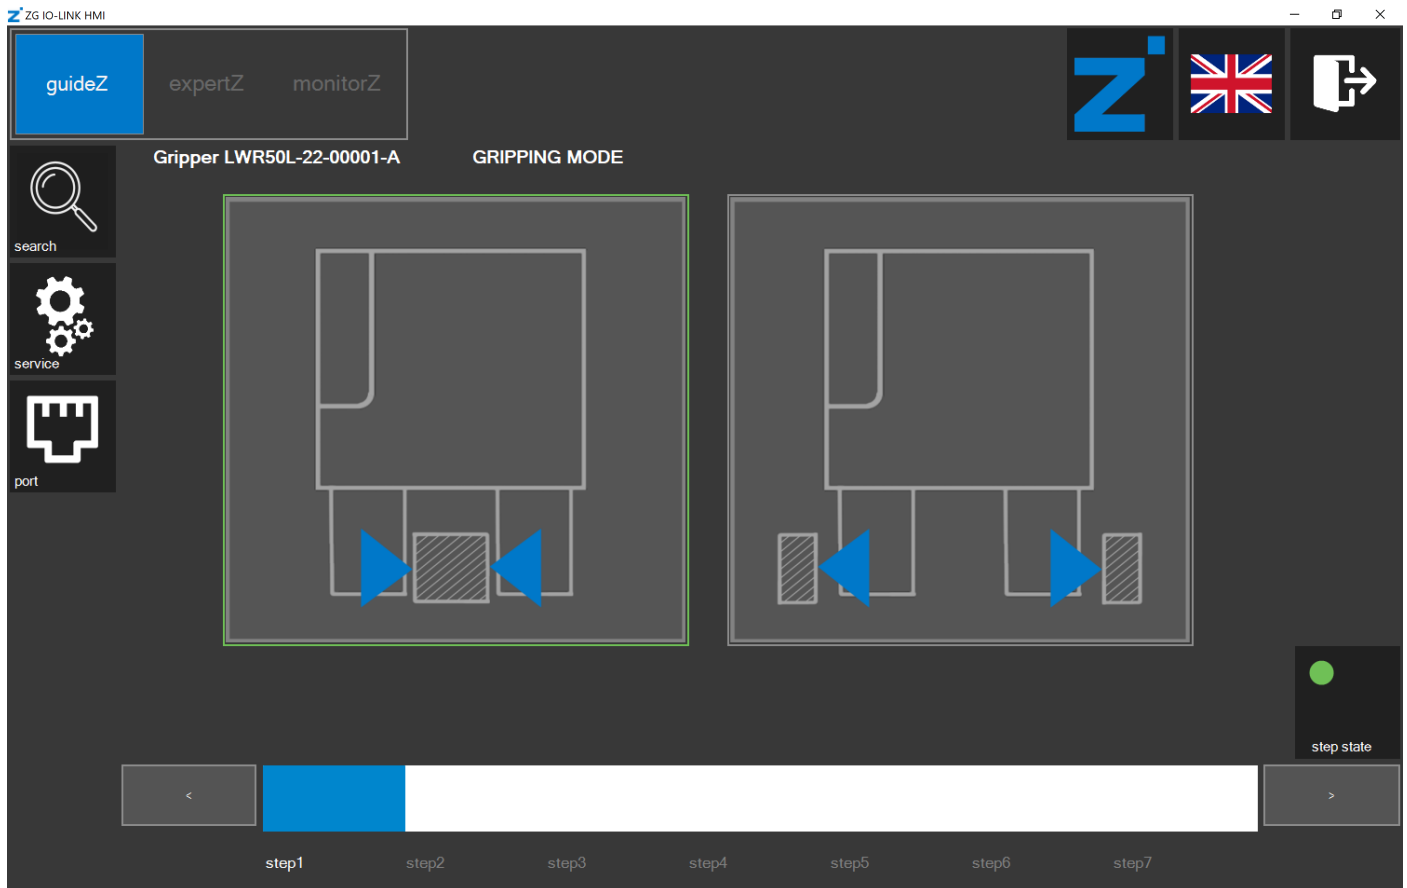 ZG IO-LINK HMI
guideZ expertZ monitorZ
Gripper LWR50L-22-00001-A GRIPPING MODE
search
service
port
step state
< >
step1 step2 step3 step4 step5 step6 step7